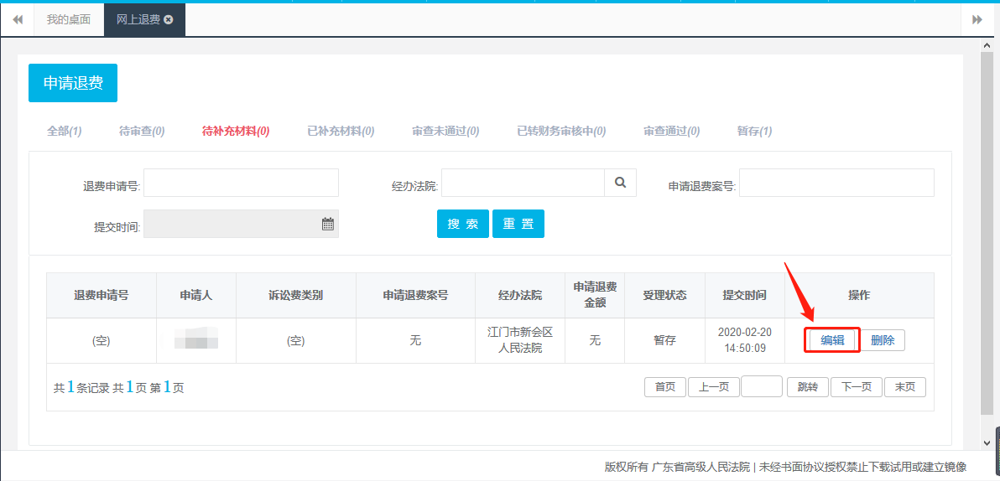 我的桌面 网上退费
申请退费
全部(1) 待审查(0) 待补充材料(0) 已补充材料(0) 审查未通过(0) 已转财务审核中(0) 审查通过(0) 暂存(1)
退费申请号: 经办法院: 申请退费案号:
提交时间: 搜 索 重 置
退费申请号 申请人 诉讼费类别 申请退费案号 经办法院 申请退费 受理状态 提交时间 操作
金额
(空) (空) 无 江门市新会区 无 暂存 2020-02-20 编辑 删除
人民法院 14:50:09
共1条记录 共1页 第1页 首页 上一页 跳转 下一页 末页
版权所有 广东省高级人民法院 | 未经书面协议授权禁止下载试用或建立镜像